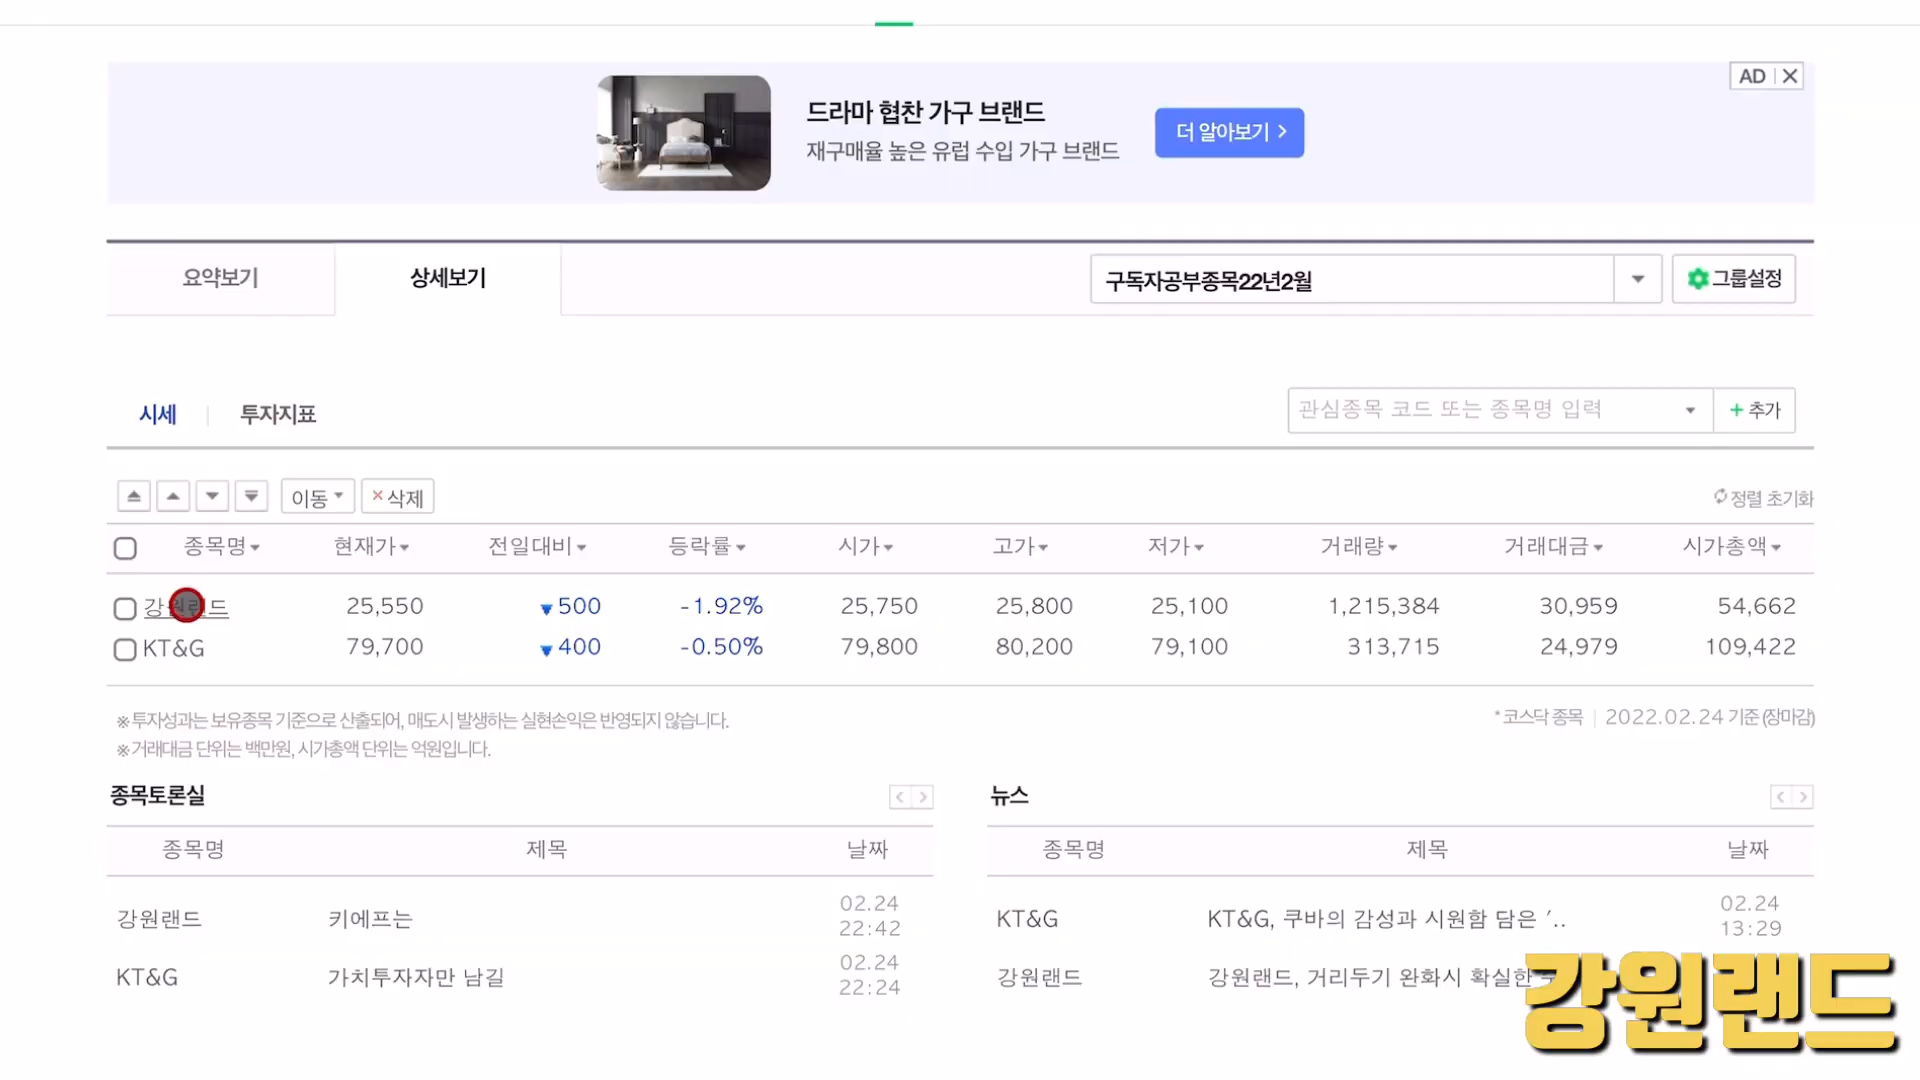 AD
드라마 협찬 가구 브랜드
재구매율 높은 유럽 수입 가구 브랜드
더 알아보기
요약보기 상세보기 구독자공부종목22년2월 그룹설정
시세 투자지표 관심종목 코드 또는 종목명 입력 + 추가
이동 ×삭제 정렬 초기화
종목명 현재가 전일대비 등락률 시가 고가 저가 거래량 거래대금 시가총액
강원랜드 25,550 ▼500 -1.92% 25,750 25,800 25,100 1,215,384 30,959 54,662
KT&G 79,700 ▼400 -0.50% 79,800 80,200 79,100 313,715 24,979 109,422
※투자성과는 보유종목 기준으로 산출되어, 매도시 발생하는 실현손익은 반영되지 않습니다.
* 코스닥 종목 2022.02.24 기준(장마감)
※거래대금 단위는 백만원, 시가총액 단위는 억원입니다.
종목토론실
종목명 제목 날짜
강원랜드 키에프는 02.24 22:42
KT&G 가치투자자만 남길 02.24 22:24
뉴스
종목명 제목 날짜
KT&G KT&G, 쿠바의 감성과 시원함 담은 ‘.. 02.24 13:29
강원랜드 강원랜드, 거리두기 완화시 확실한
강원랜드